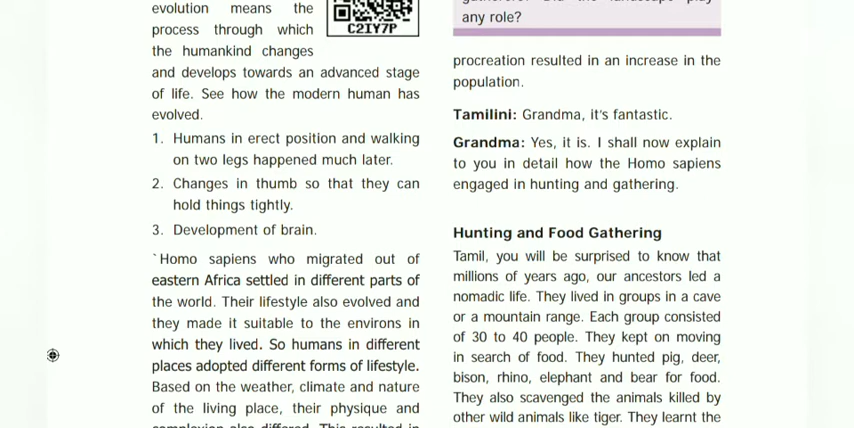 evolution means the
process through which
the humankind changes
and develops towards an advanced stage
of life. See how the modern human has
evolved.
C2IY7P
1. Humans in erect position and walking
on two legs happened much later.
2. Changes in thumb so that they can
hold things tightly.
3. Development of brain.
`Homo sapiens who migrated out of
eastern Africa settled in different parts of
the world. Their lifestyle also evolved and
they made it suitable to the environs in
which they lived. So humans in different
places adopted different forms of lifestyle.
Based on the weather, climate and nature
of the living place, their physique and
any role?
procreation resulted in an increase in the
population.
Tamilini: Grandma, it's fantastic.
Grandma: Yes, it is. I shall now explain
to you in detail how the Homo sapiens
engaged in hunting and gathering.
Hunting and Food Gathering
Tamil, you will be surprised to know that
millions of years ago, our ancestors led a
nomadic life. They lived in groups in a cave
or a mountain range. Each group consisted
of 30 to 40 people. They kept on moving
in search of food. They hunted pig, deer,
bison, rhino, elephant and bear for food.
They also scavenged the animals killed by
other wild animals like tiger. They learnt the